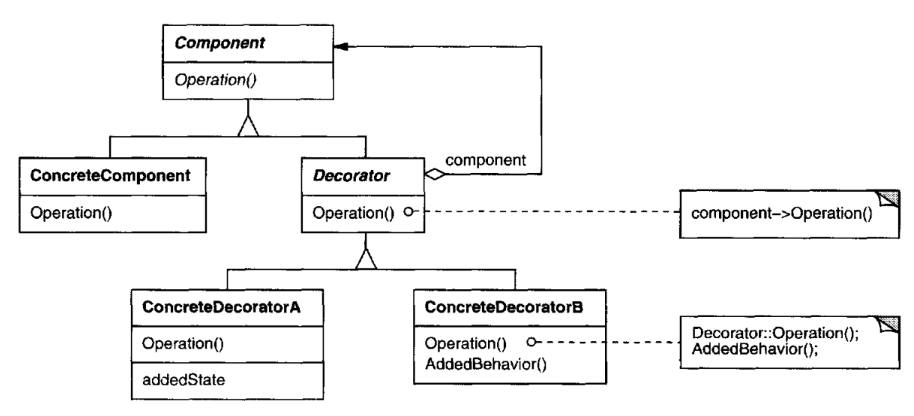 Component
Operation()
component
ConcreteComponent
Operation()
Decorator
Operation()
component–>Operation()
ConcreteDecoratorA
Operation()
addedState
ConcreteDecoratorB
Operation()
AddedBehavior()
Decorator::Operation();
AddedBehavior();